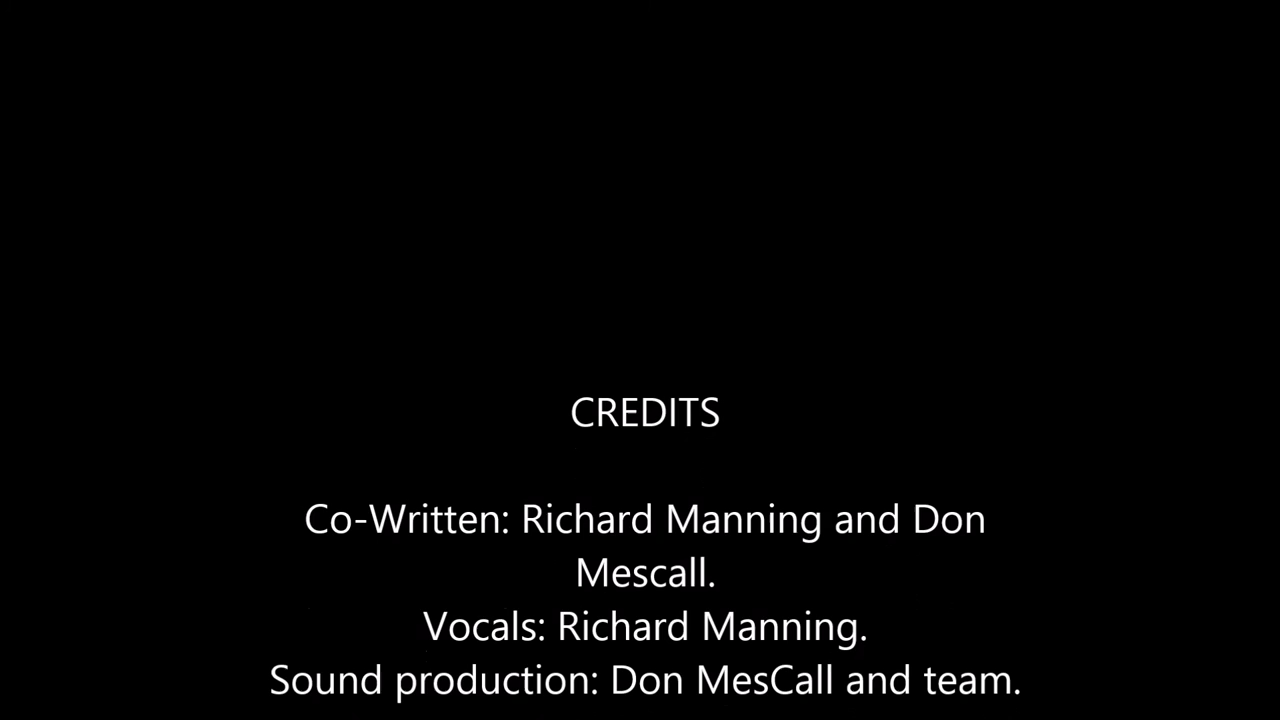 CREDITS
Co-Written: Richard Manning and Don
Mescall.
Vocals: Richard Manning.
Sound production: Don MesCall and team.